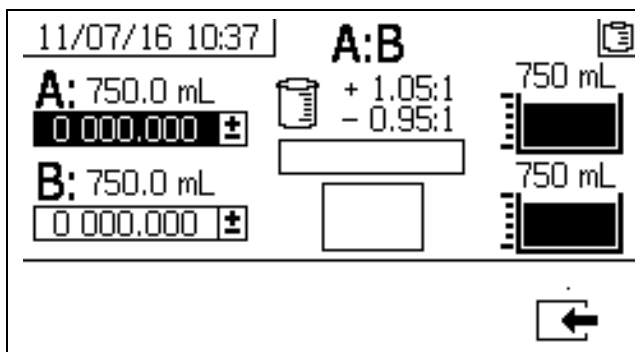 11/07/16 10:37
A:B
A: 750.0 mL
0 000.000 ±
+ 1.05:1
- 0.95:1
750 mL
B: 750.0 mL
0 000.000 ±
750 mL